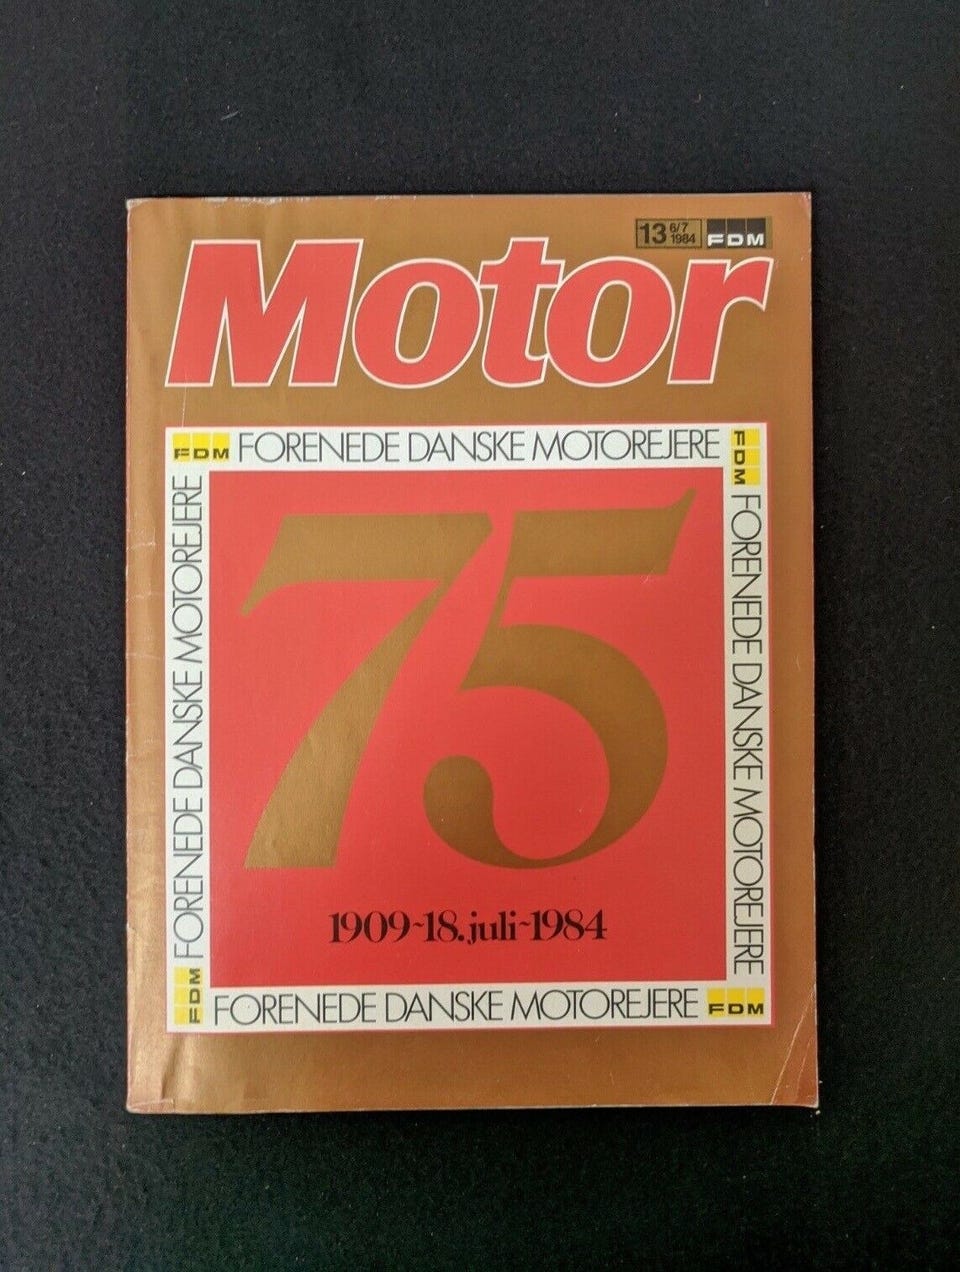 13 6/7 1984 FDM
Motor
FDM FORENEDE DANSKE MOTOREJERE
FDM FORENEDE DANSKE MOTOREJERE
75
1909~18.juli~1984
FDM FORENEDE DANSKE MOTOREJERE
FORENEDE DANSKE MOTOREJERE FDM